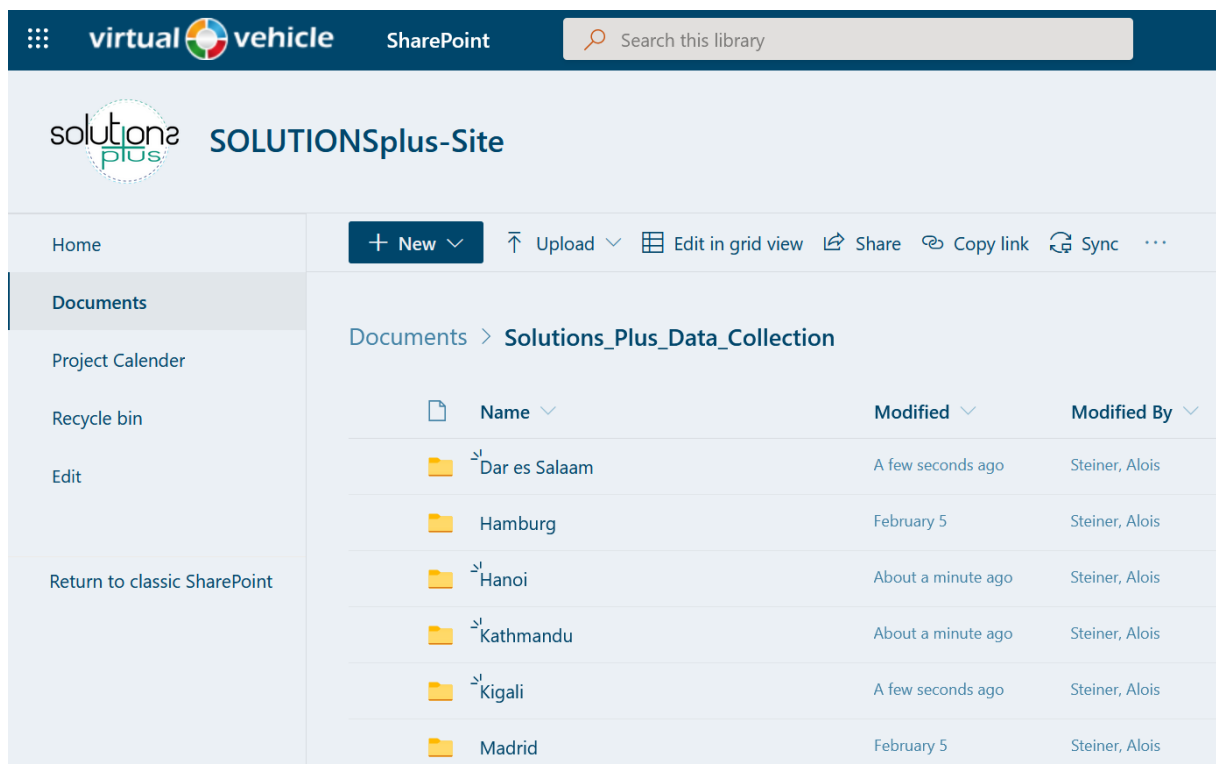 virtual vehicle SharePoint Search this library
solutions
plus
SOLUTIONSplus-Site
Home
Documents
Project Calender
Recycle bin
Edit
Return to classic SharePoint
New Upload Edit in grid view Share Copy link Sync ...
Documents > Solutions_Plus_Data_Collection
Name Modified Modified By
Dar es Salaam A few seconds ago Steiner, Alois
Hamburg February 5 Steiner, Alois
Hanoi About a minute ago Steiner, Alois
Kathmandu About a minute ago Steiner, Alois
Kigali A few seconds ago Steiner, Alois
Madrid February 5 Steiner, Alois